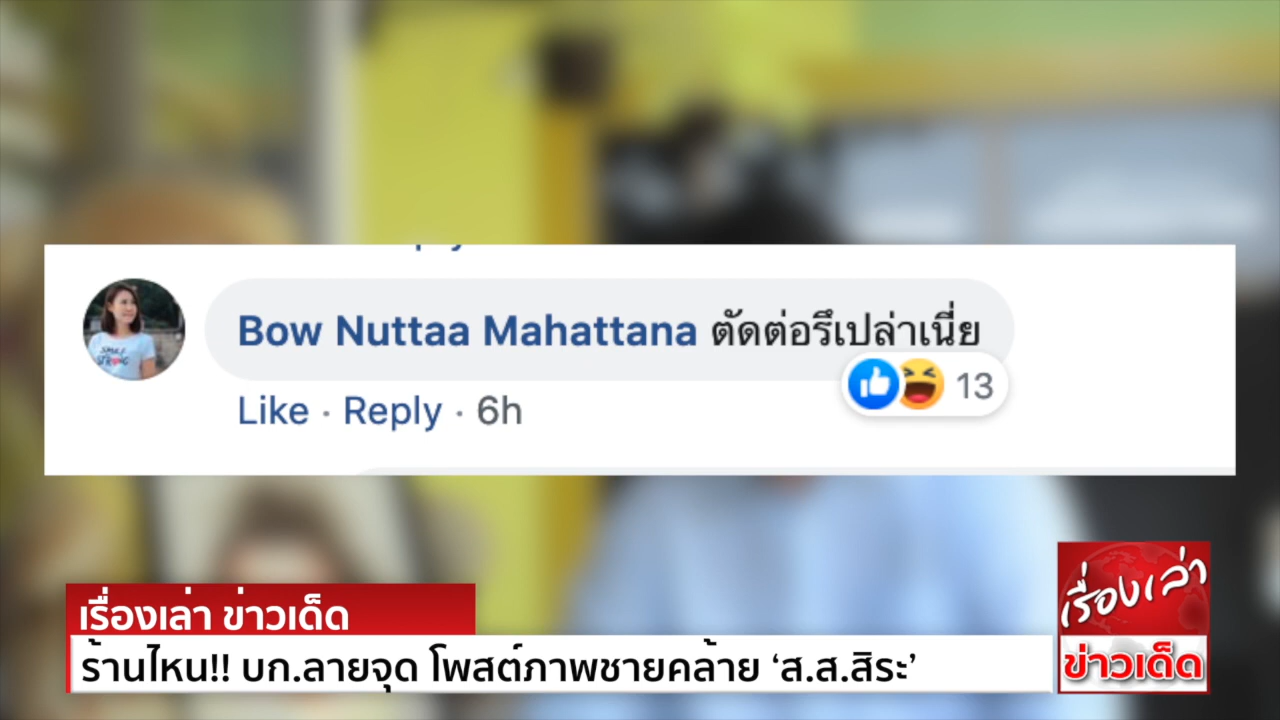 Bow Nuttaa Mahattana ตัดต่อรึเปล่าเนี่ย
13
Like · Reply · 6h
เรื่องเล่า ข่าวเด็ด
ร้านไหน!! บก.ลายจุด โพสต์ภาพชายคล้าย ‘ส.ส.สิระ’
เรื่องเล่า
ข่าวเด็ด